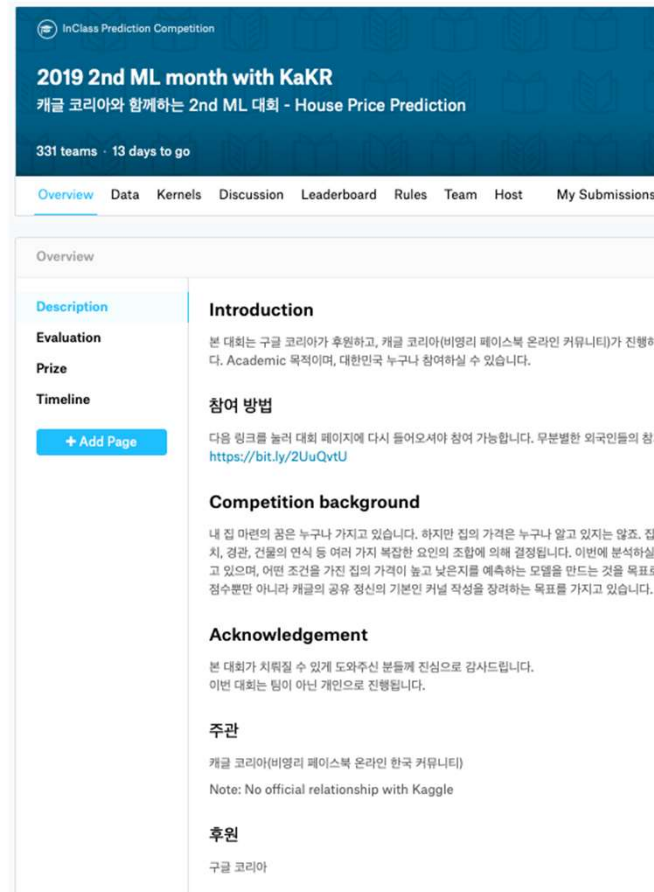 InClass Prediction Competition
2019 2nd ML month with KaKR
캐글 코리아와 함께하는 2nd ML 대회 - House Price Prediction
331 teams · 13 days to go
Overview Data Kernels Discussion Leaderboard Rules Team Host My Submissions
Overview
Description
Evaluation
Prize
Timeline
+ Add Page
Introduction
본 대회는 구글 코리아가 후원하고, 캐글 코리아(비영리 페이스북 온라인 커뮤니티)가 진행하
다. Academic 목적이며, 대한민국 누구나 참여하실 수 있습니다.
참여 방법
다음 링크를 눌러 대회 페이지에 다시 들어오셔야 참여 가능합니다. 무분별한 외국인들의 참
https://bit.ly/2UuQvtU
Competition background
내 집 마련의 꿈은 누구나 가지고 있습니다. 하지만 집의 가격은 누구나 알고 있지는 않죠. 집
치, 경관, 건물의 연식 등 여러 가지 복잡한 요인의 조합에 의해 결정됩니다. 이번에 분석하실
고 있으며, 어떤 조건을 가진 집의 가격이 높고 낮은지를 예측하는 모델을 만드는 것을 목표로
점수뿐만 아니라 캐글의 공유 정신의 기본인 커널 작성을 장려하는 목표를 가지고 있습니다.
Acknowledgement
본 대회가 치뤄질 수 있게 도와주신 분들께 진심으로 감사드립니다.
이번 대회는 팀이 아닌 개인으로 진행됩니다.
주관
캐글 코리아(비영리 페이스북 온라인 한국 커뮤니티)
Note: No official relationship with Kaggle
후원
구글 코리아